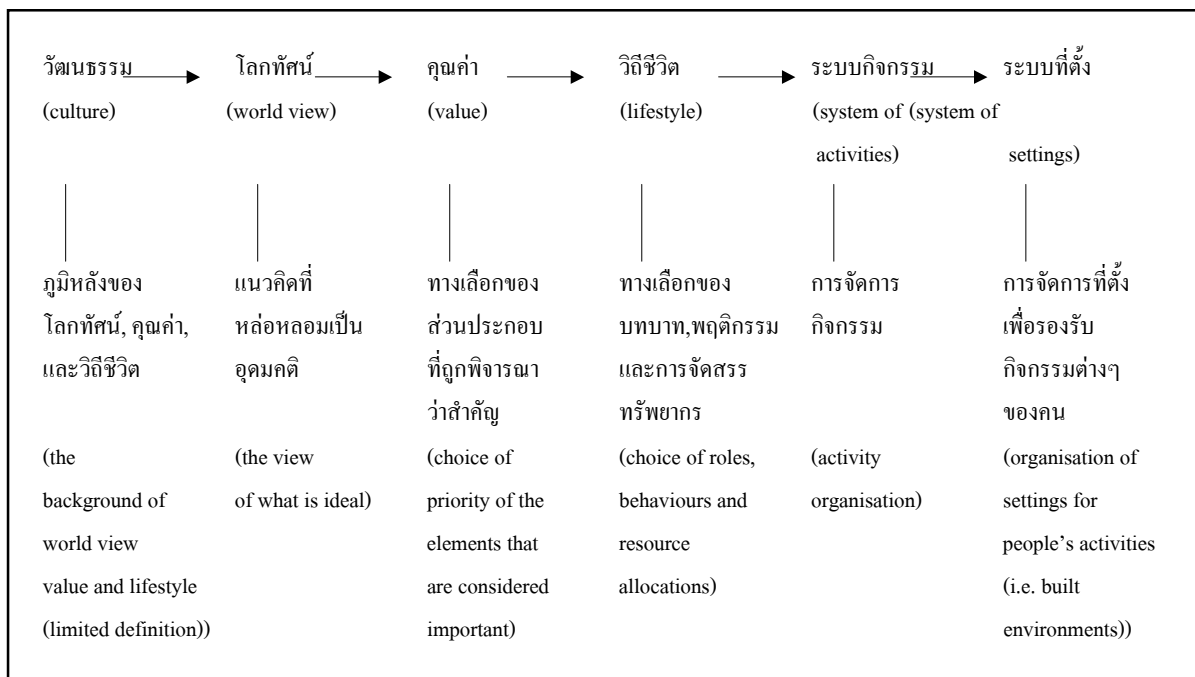 วัฒนธรรม โลกทัศน์ คุณค่า วิถีชีวิต ระบบกิจกรรม ระบบที่ตั้ง
(culture) (world view) (value) (lifestyle) (system of (system of
activities) settings)
ภูมิหลังของ แนวคิดที่ ทางเลือกของ ทางเลือกของ การจัดการ การจัดการที่ตั้ง
โลกทัศน์, คุณค่า, หล่อหลอมเป็น ส่วนประกอบ บทบาท,พฤติกรรม กิจกรรม เพื่อรองรับ
และวิถีชีวิต อุดมคติ ที่ถูกพิจารณา และการจัดสรร กิจกรรมต่างๆ
ว่าสำคัญ ทรัพยากร ของคน
(the (the view (choice of (choice of roles, (activity (organisation of
background of of what is ideal) priority of the behaviours and organisation) settings for
world view elements that resource people's activities
value and lifestyle are considered allocations) (i.e. built
(limited definition)) important) environments))